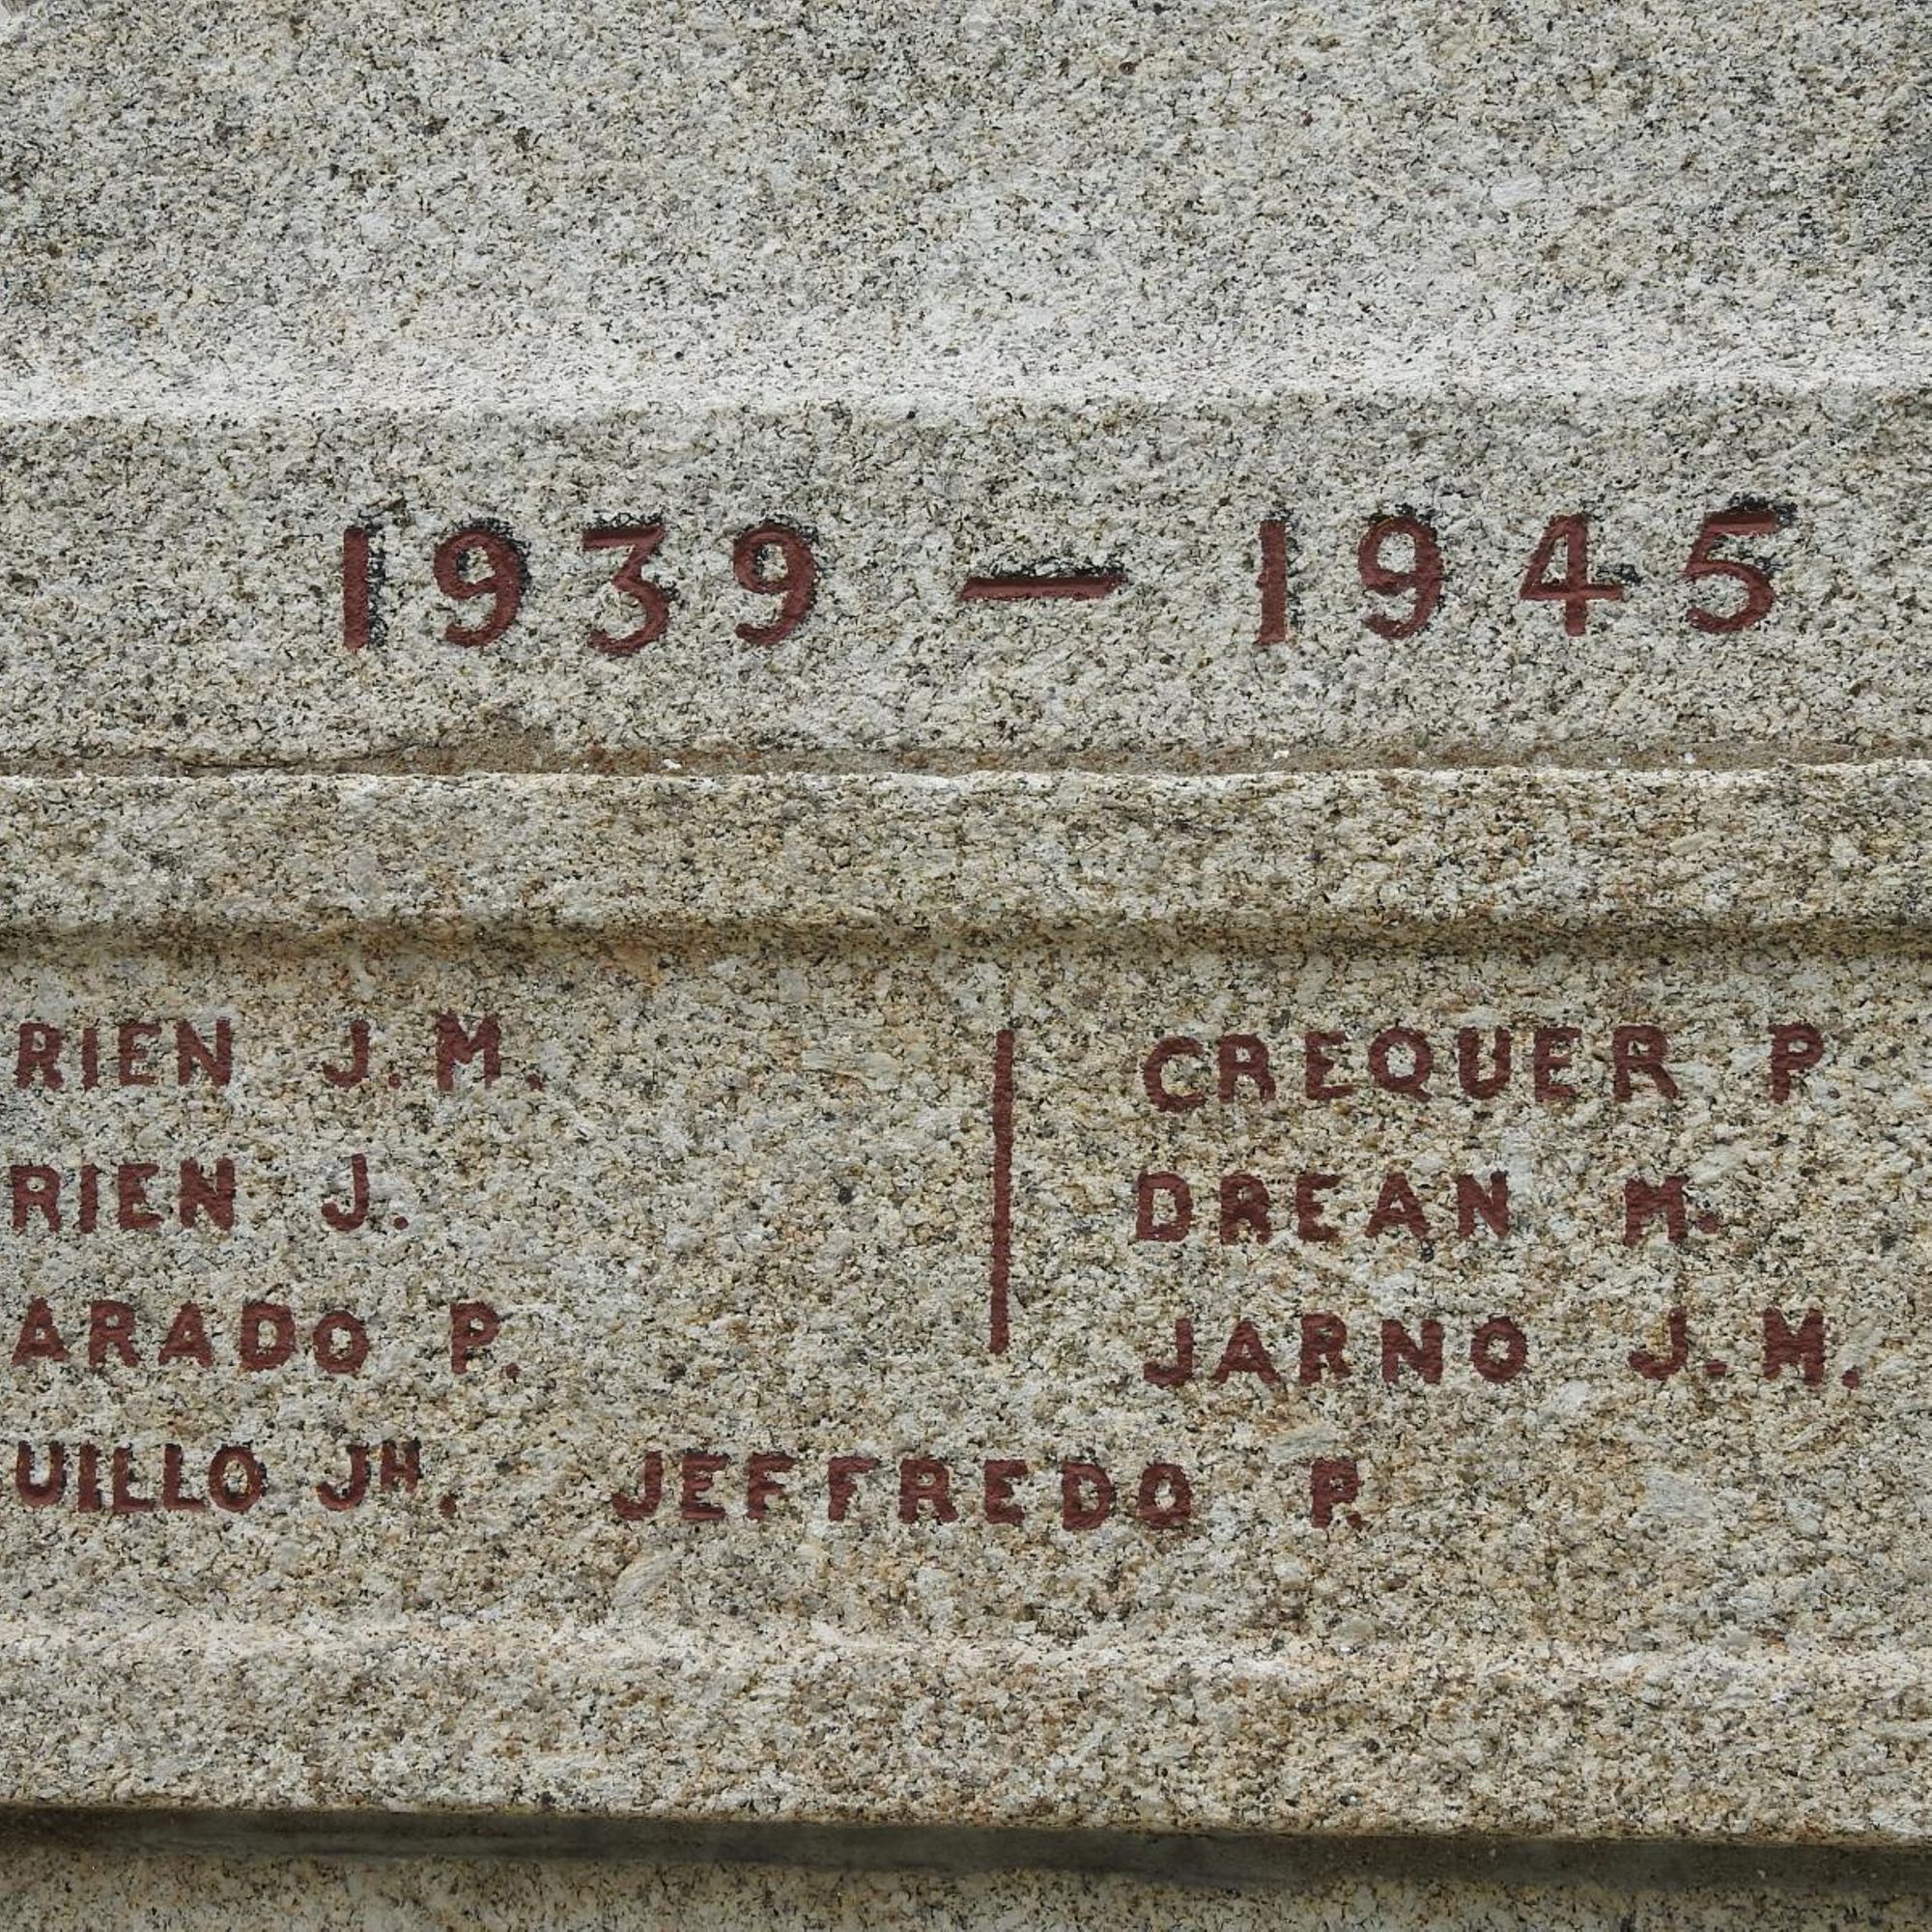 1939 — 1945
RIEN J.M. CREQUER P.
RIEN J. DREAN M.
ARADO P. JARNO J.M.
UILLO JH. JEFFREDO P.